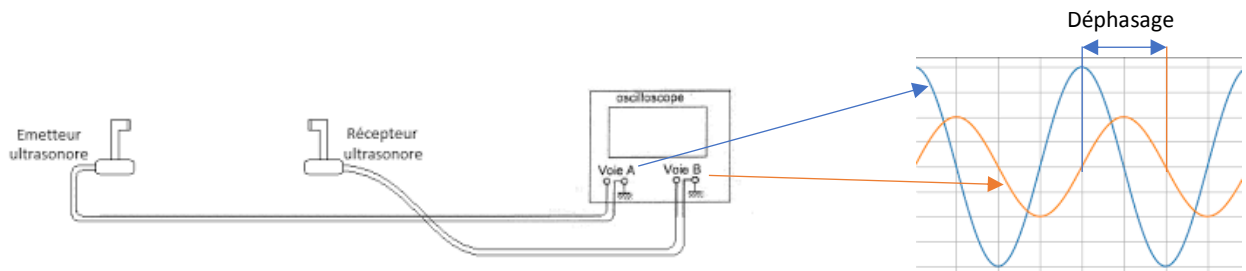 Déphasage
oscilloscope
Emetteur
ultrasonore
Récepteur
ultrasonore
Voie A
Voie B